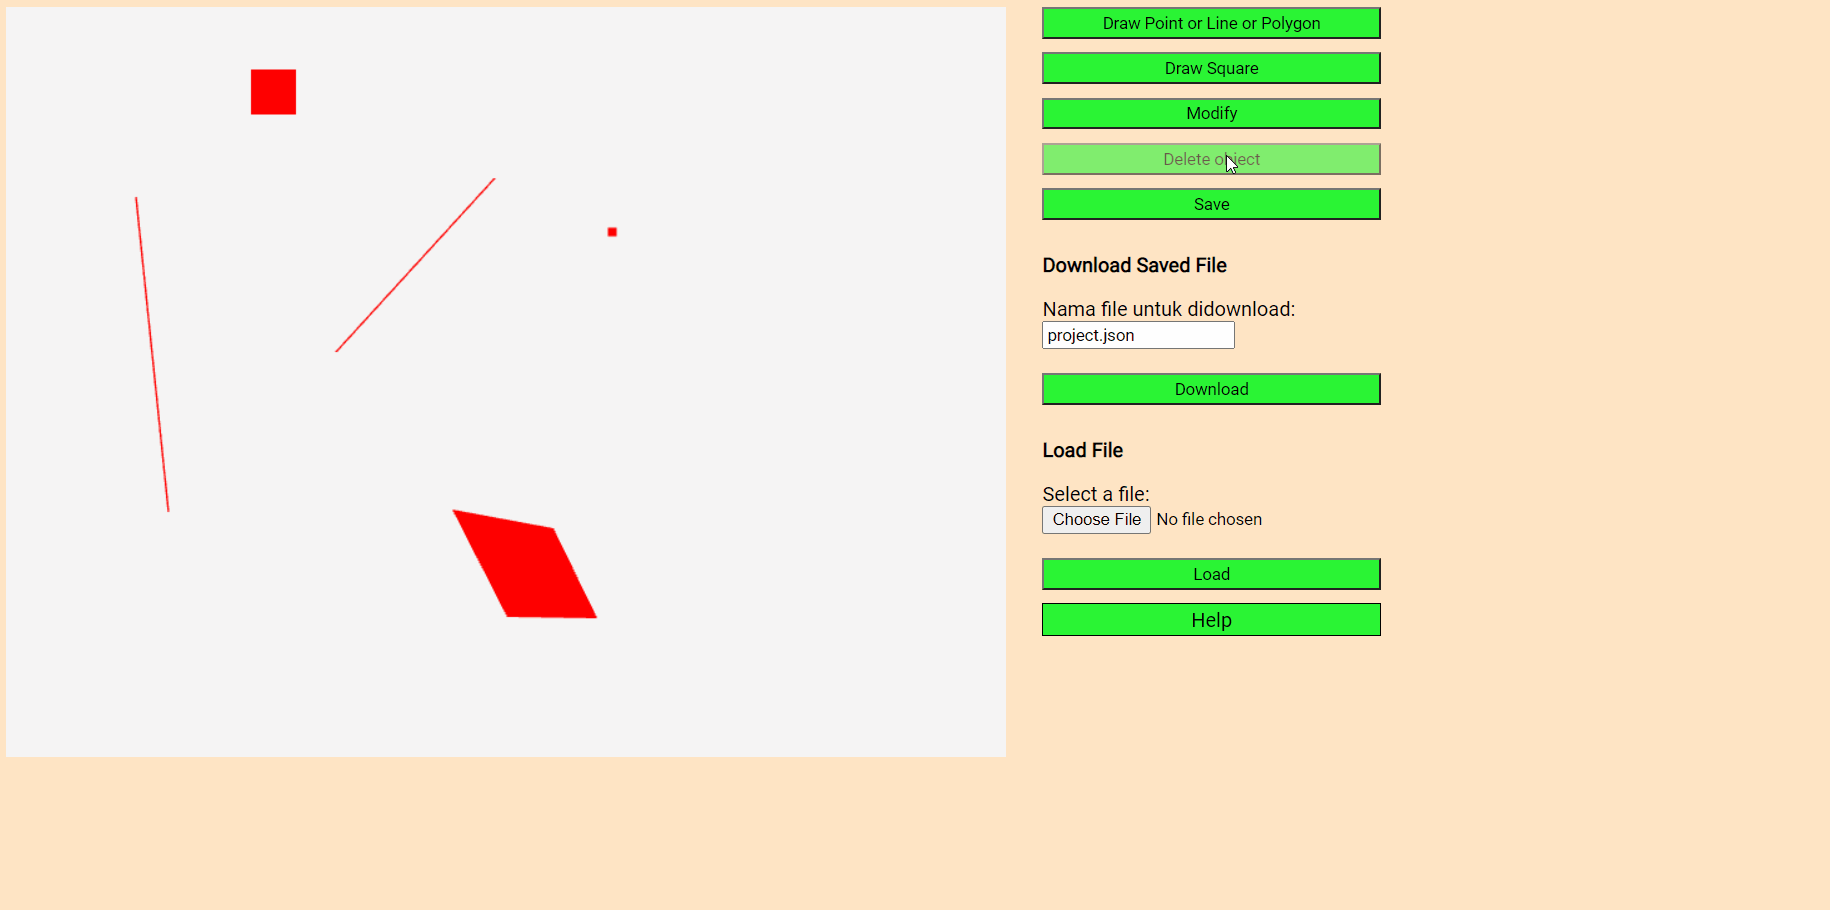 Draw Point or Line or Polygon
Draw Square
Modify
Delete object
Save
Download Saved File
Nama file untuk didownload:
project.json
Download
Load File
Select a file:
Choose File No file chosen
Load
Help